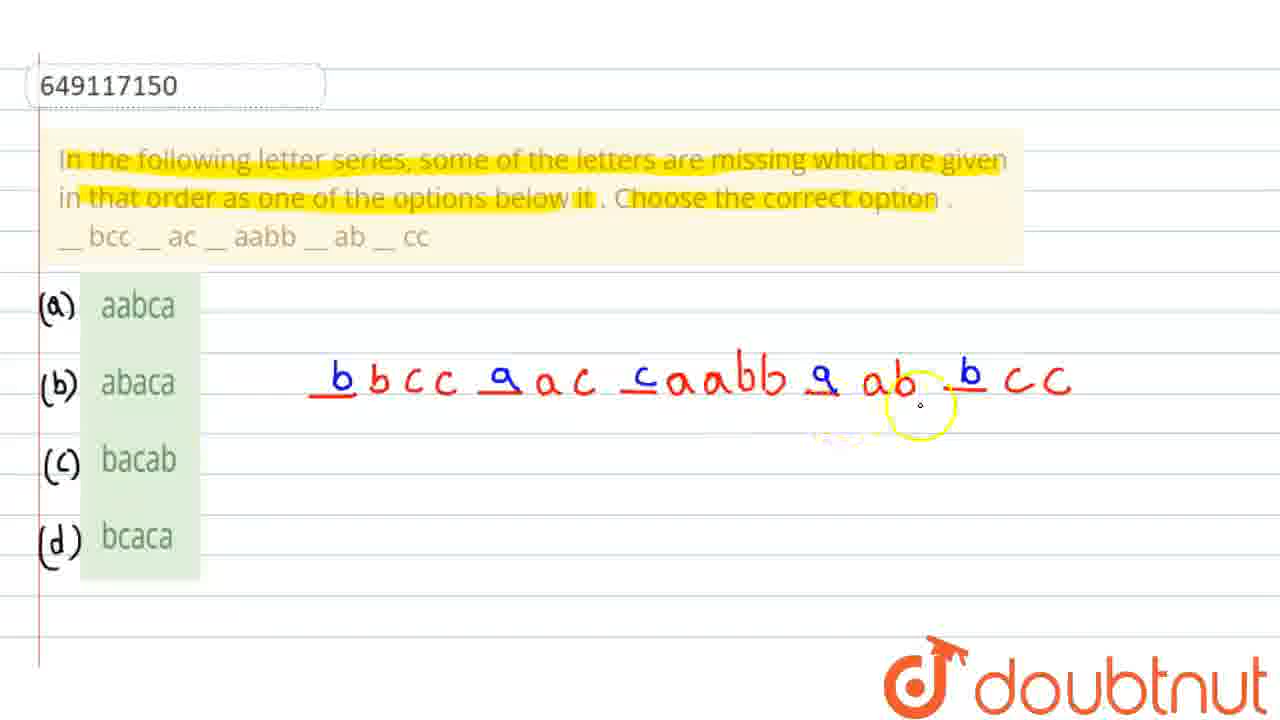 649117150
In the following letter series, some of the letters are missing which are given
in that order as one of the options below it . Choose the correct option .
__ bcc __ ac __ aabb __ ab __ cc
(a) aabca
(b) abaca
(c) bacab
(d) bcaca
b b c c a a c c a a b b a a b b c c
doubtnut